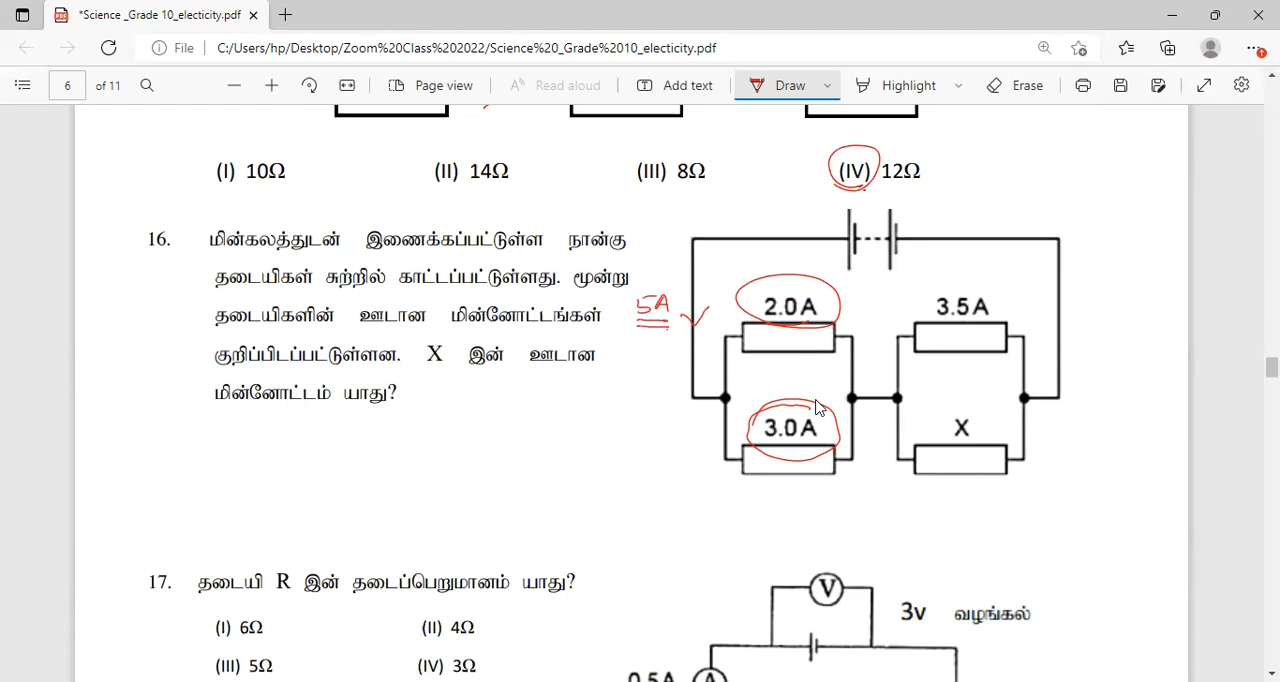 *Science _Grade 10_electicity.pdf
File C:/Users/hp/Desktop/Zoom%20Class%202022/Science%20_Grade%2010_electicity.pdf
6 of 11 Page view Read aloud Add text Draw Highlight Erase
(I) 10Ω (II) 14Ω (III) 8Ω (IV) 12Ω
16. மின்கலத்துடன் இணைக்கப்பட்டுள்ள நான்கு
தடையிகள் சுற்றில் காட்டப்பட்டுள்ளது. மூன்று
தடையிகளின் ஊடான மின்னோட்டங்கள்
குறிப்பிடப்பட்டுள்ளன. X இன் ஊடான
மின்னோட்டம் யாது?
5A
2.0A 3.5A
3.0A X
17. தடையி R இன் தடைப்பெறுமானம் யாது?
(I) 6Ω (II) 4Ω
(III) 5Ω (IV) 3Ω
V
3v வழங்கல்
0.5A A